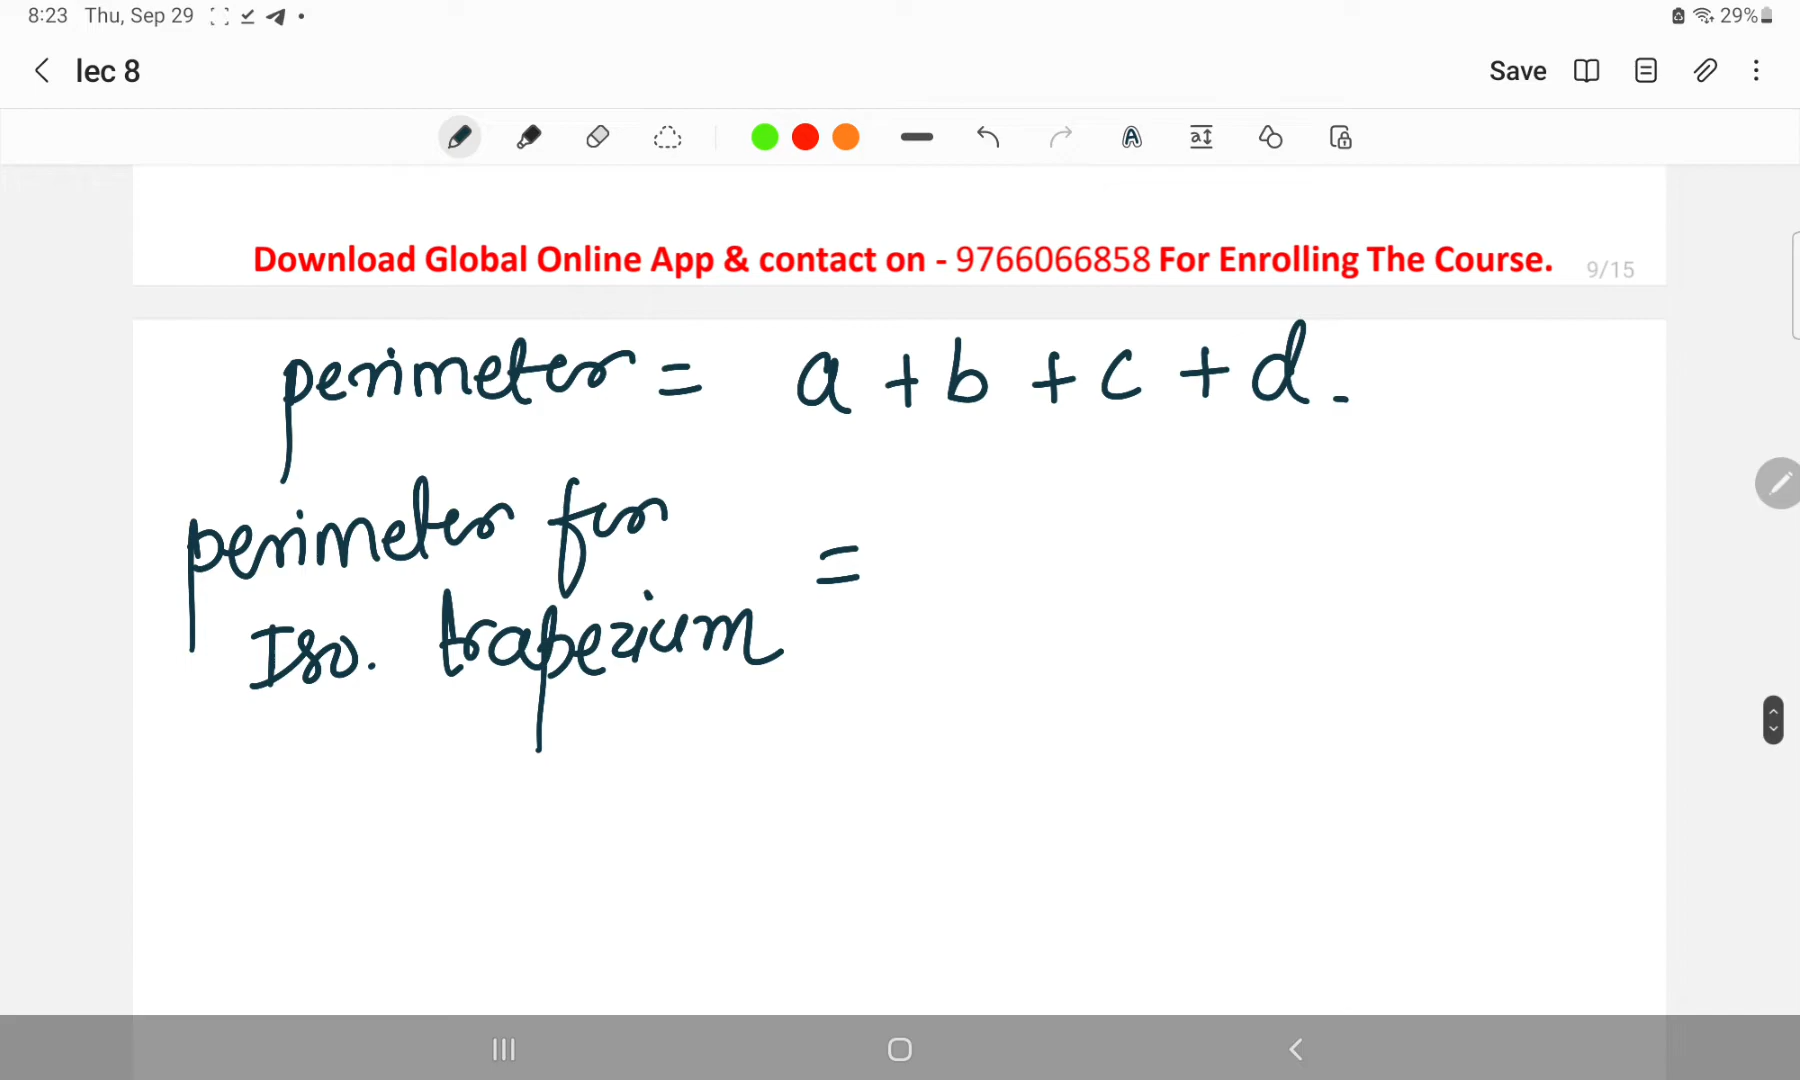 8:23 Thu, Sep 29 29%
lec 8 Save
Download Global Online App & contact on - 9766066858 For Enrolling The Course. 9/15
perimeter = a + b + c + d.
perimeter for
Iso. trapezium =